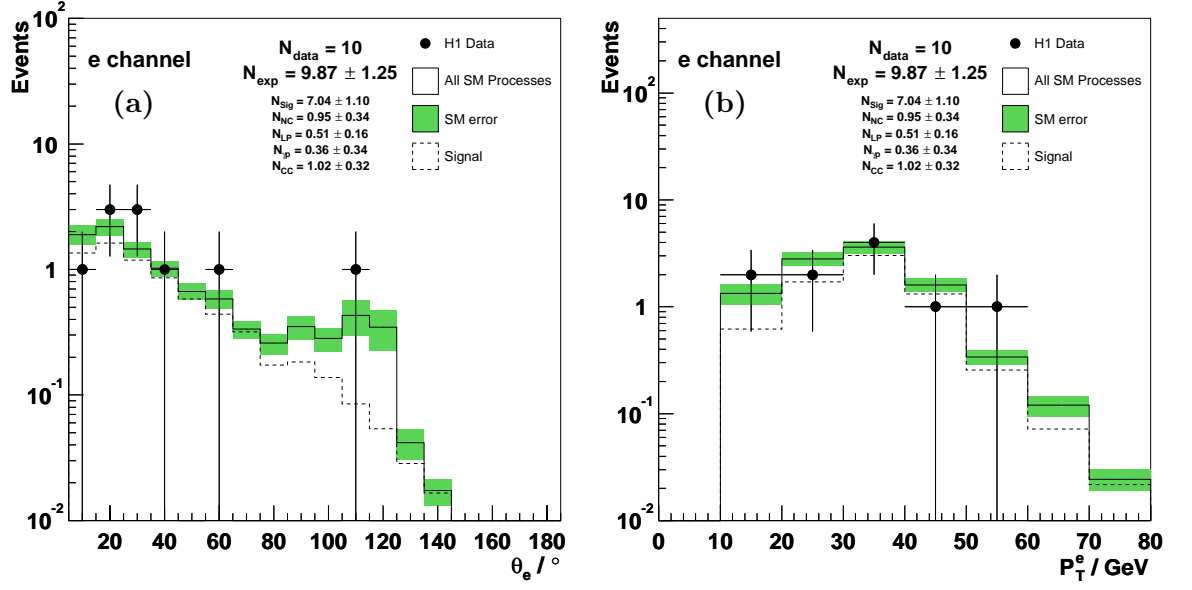 Events
10²
10
1
10⁻¹
10⁻²
e channel
(a)
N_data = 10
N_exp = 9.87 ± 1.25
N_Sig = 7.04 ± 1.10
N_NC = 0.95 ± 0.34
N_LP = 0.51 ± 0.16
N_γp = 0.36 ± 0.34
N_CC = 1.02 ± 0.32
H1 Data
All SM Processes
SM error
Signal
20 40 60 80 100 120 140 160 180
θ_e / °
Events
10²
10
1
10⁻¹
10⁻²
e channel
(b)
N_data = 10
N_exp = 9.87 ± 1.25
N_Sig = 7.04 ± 1.10
N_NC = 0.95 ± 0.34
N_LP = 0.51 ± 0.16
N_γp = 0.36 ± 0.34
N_CC = 1.02 ± 0.32
H1 Data
All SM Processes
SM error
Signal
0 10 20 30 40 50 60 70 80
P_T^e / GeV